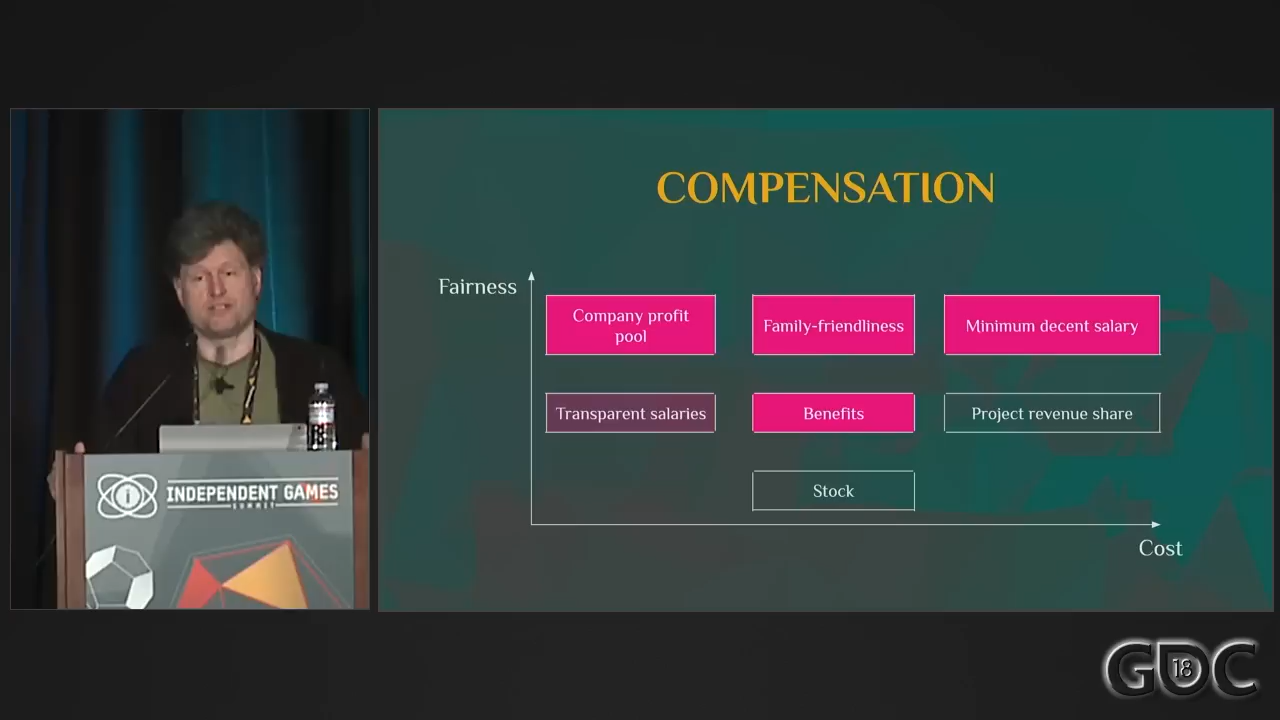 COMPENSATION
Fairness
Company profit
pool
Family-friendliness
Minimum decent salary
Transparent salaries
Benefits
Project revenue share
Stock
Cost
i
INDEPENDENT GAMES
SUMMIT
GDC
18